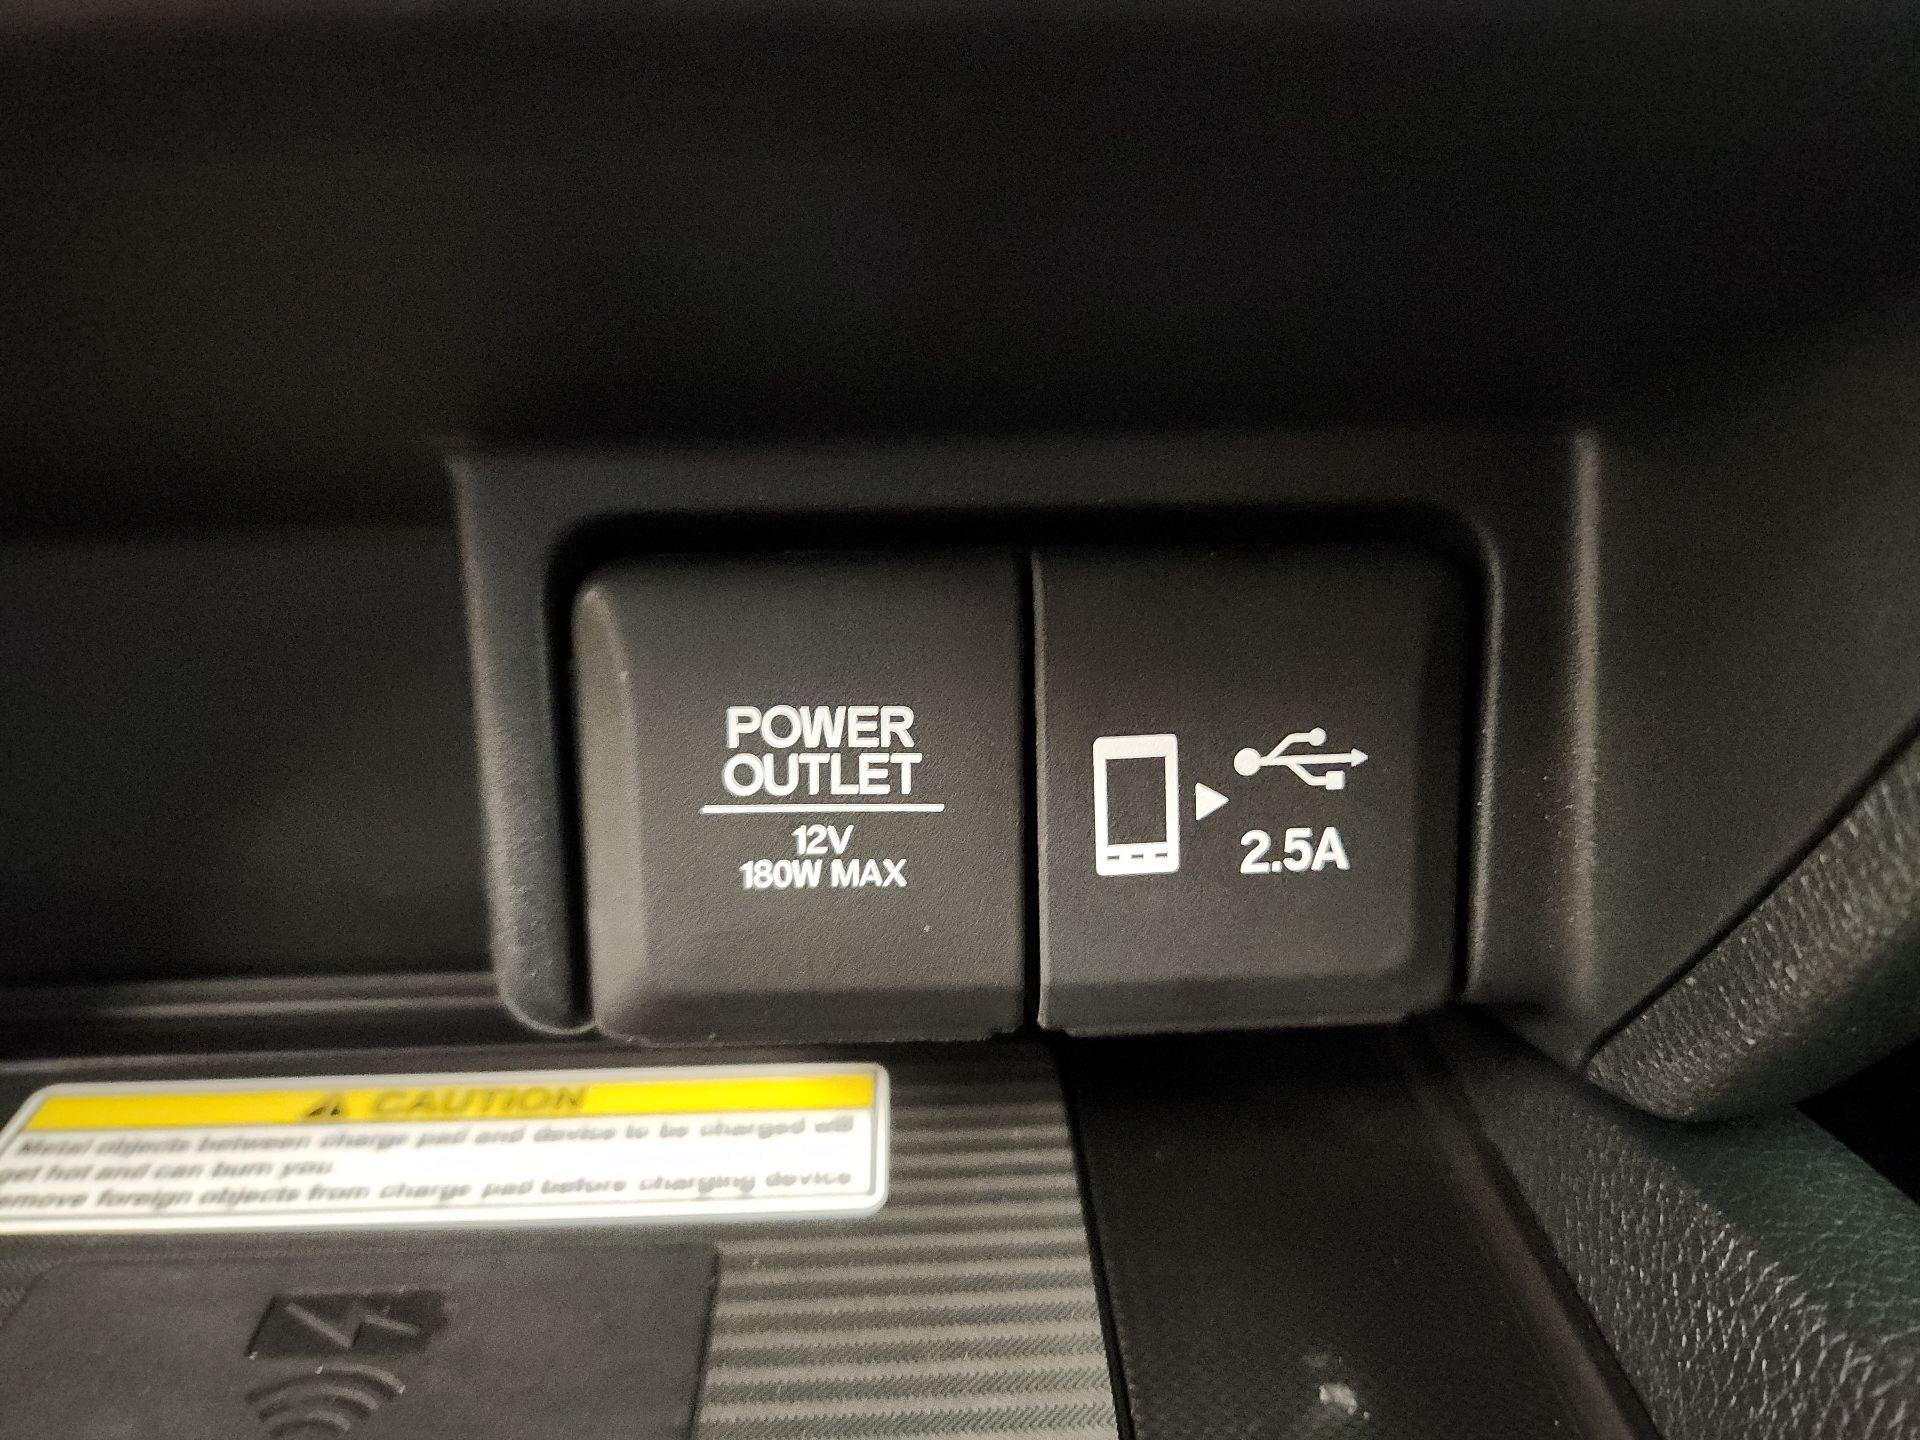 POWER
OUTLET
12V
180W MAX
2.5A
CAUTION
Metal objects between charge pad and device to be charged will
get hot and can burn you
emove foreign objects from charge pad before charging device